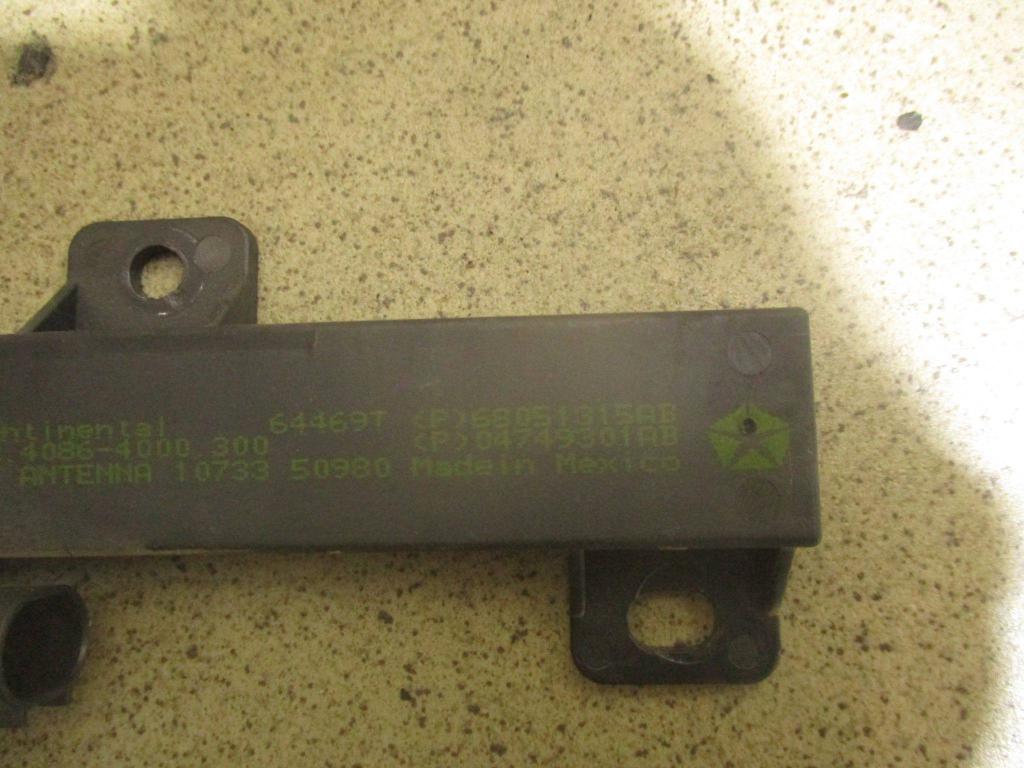 ntinental 64469T (P)68051315AB
4086-4000.300 (P)04749301AB
ANTENNA 10733 50980 Madein Mexico